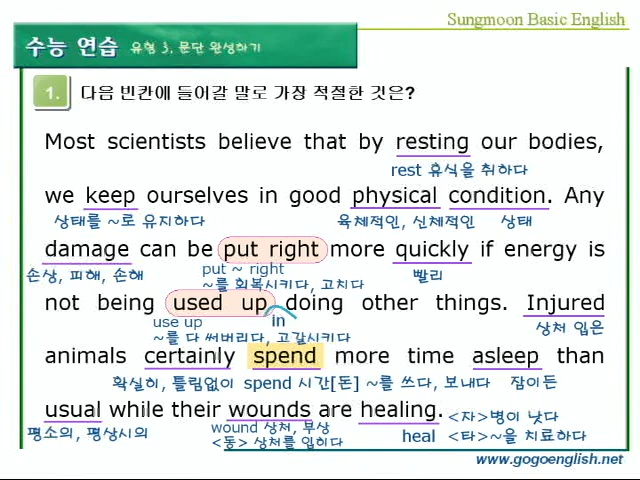 Sungmoon Basic English
수능 연습 유형 3. 문단 완성하기
1. 다음 빈칸에 들어갈 말로 가장 적절한 것은?
Most scientists believe that by resting our bodies,
rest 휴식을 취하다
we keep ourselves in good physical condition. Any
상태를 ~로 유지하다 육체적인, 신체적인 상태
damage can be put right more quickly if energy is
손상, 피해, 손해 put ~ right ~를 회복시키다, 고치다 빨리
not being used up doing other things. Injured
use up ~를 다 써버리다, 고갈시키다 in 상처 입은
animals certainly spend more time asleep than
확실히, 틀림없이 spend 시간[돈] ~를 쓰다, 보내다 잠이든
usual while their wounds are healing. <자>병이 낫다
평소의, 평상시의 wound 상처, 부상 <동> 상처를 입히다 heal <타>~을 치료하다
www.gogoenglish.net